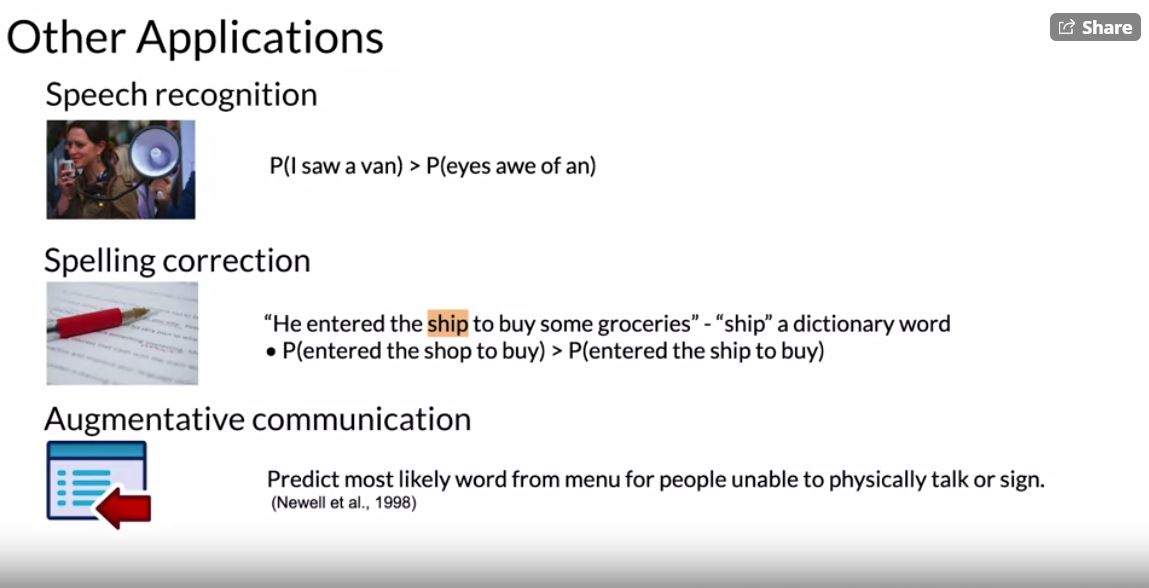 Other Applications
Share
Speech recognition
P(I saw a van) > P(eyes awe of an)
Spelling correction
“He entered the ship to buy some groceries” - “ship” a dictionary word
• P(entered the shop to buy) > P(entered the ship to buy)
Augmentative communication
Predict most likely word from menu for people unable to physically talk or sign.
(Newell et al., 1998)